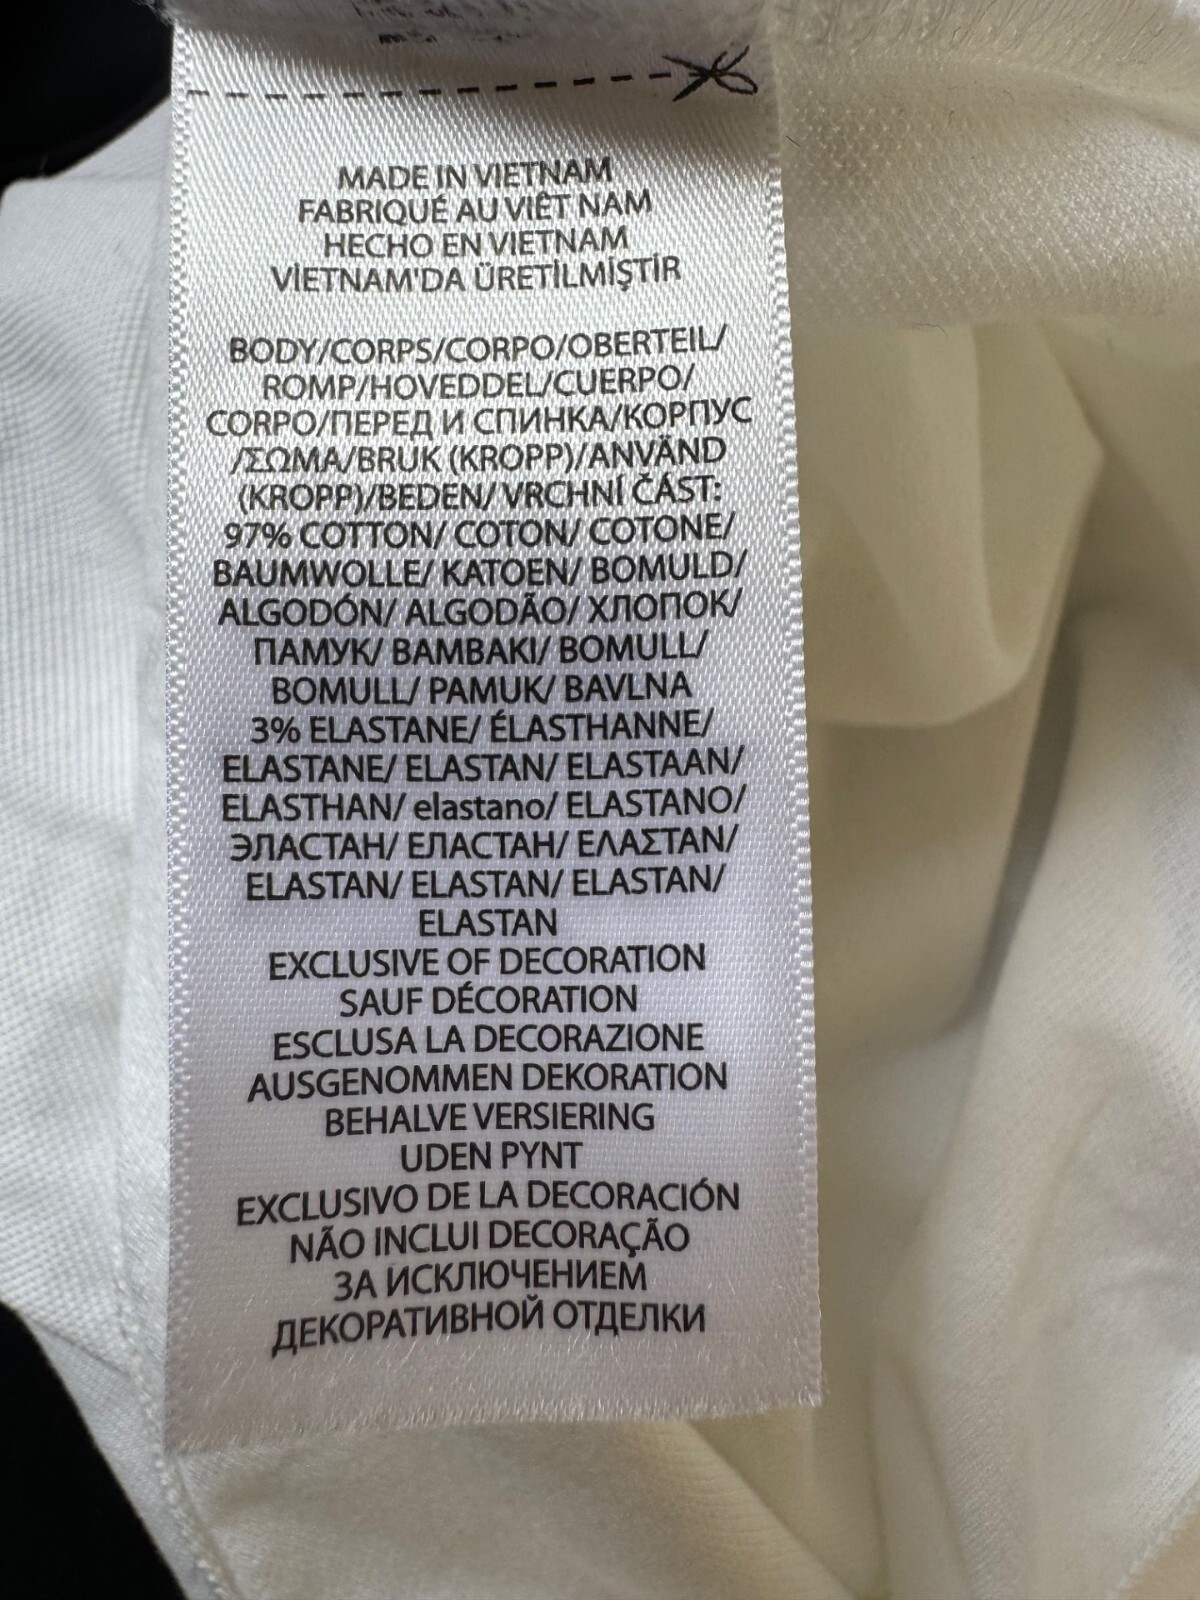 MADE IN VIETNAM
FABRIQUÉ AU VIÊT NAM
HECHO EN VIETNAM
VİETNAM'DA ÜRETİLMİŞTİR
BODY/CORPS/CORPO/OBERTEIL/
ROMP/HOVEDDEL/CUERPO/
CORPO/ПЕРЕД И СПИНКА/КОРПУС
/ΣΩΜΑ/BRUK (KROPP)/ANVÄND
(KROPP)/BEDEN/ VRCHNÍ ČÁST:
97% COTTON/ COTON/ COTONE/
BAUMWOLLE/ KATOEN/ BOMULD/
ALGODÓN/ ALGODÃO/ ХЛОПОК/
ПАМУК/ BAMBAKI/ BOMULL/
BOMULL/ PAMUK/ BAVLNA
3% ELASTANE/ ÉLASTHANNE/
ELASTANE/ ELASTAN/ ELASTAAN/
ELASTHAN/ elastano/ ELASTANO/
ЭЛАСТАН/ ЕЛАСТАН/ ΕΛΑΣΤΑΝ/
ELASTAN/ ELASTAN/ ELASTAN/
ELASTAN
EXCLUSIVE OF DECORATION
SAUF DÉCORATION
ESCLUSA LA DECORAZIONE
AUSGENOMMEN DEKORATION
BEHALVE VERSIERING
UDEN PYNT
EXCLUSIVO DE LA DECORACIÓN
NÃO INCLUI DECORAÇÃO
ЗА ИСКЛЮЧЕНИЕМ
ДЕКОРАТИВНОЙ ОТДЕЛКИ